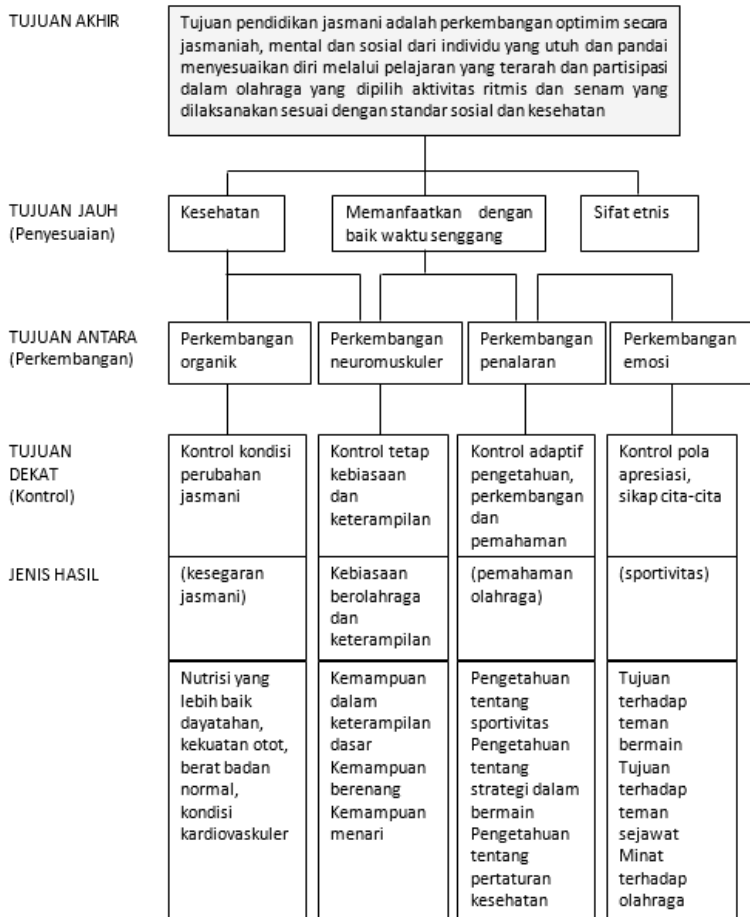 TUJUAN AKHIR
Tujuan pendidikan jasmani adalah perkembangan optimim secara
jasmaniah, mental dan sosial dari individu yang utuh dan pandai
menyesuaikan diri melalui pelajaran yang terarah dan partisipasi
dalam olahraga yang dipilih aktivitas ritmis dan senam yang
dilaksanakan sesuai dengan standar sosial dan kesehatan
TUJUAN JAUH
(Penyesuaian)
Kesehatan
Memanfaatkan dengan
baik waktu senggang
Sifat etnis
TUJUAN ANTARA
(Perkembangan)
Perkembangan
organik
Perkembangan
neuromuskuler
Perkembangan
penalaran
Perkembangan
emosi
TUJUAN
DEKAT
(Kontrol)
Kontrol kondisi
perubahan
jasmani
Kontrol tetap
kebiasaan
dan
keterampilan
Kontrol adaptif
pengetahuan,
perkembangan
dan
pemahaman
Kontrol pola
apresiasi,
sikap cita-cita
JENIS HASIL
(kesegaran
jasmani)
Kebiasaan
berolahraga
dan
keterampilan
(pemahaman
olahraga)
(sportivitas)
Nutrisi yang
lebih baik
dayatahan,
kekuatan otot,
berat badan
normal,
kondisi
kardiovaskuler
Kemampuan
dalam
keterampilan
dasar
Kemampuan
berenang
Kemampuan
menari
Pengetahuan
tentang
sportivitas
Pengetahuan
tentang
strategi dalam
bermain
Pengetahuan
tentang
pertaturan
kesehatan
Tujuan
terhadap
teman
bermain
Tujuan
terhadap
teman
sejawat
Minat
terhadap
olahraga